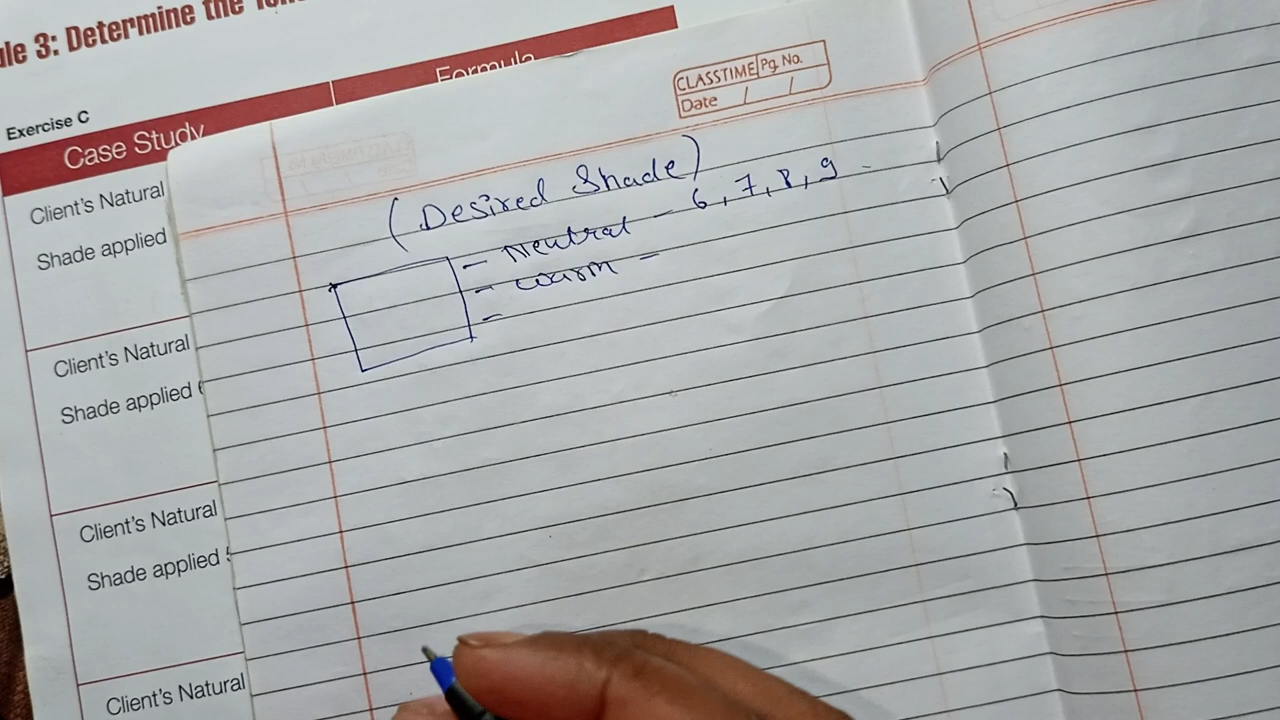 le 3: Determine the
Formula
Exercise C
Case Study
CLASSTIME Pg. No.
Date / /
Client's Natural
Shade applied
(Desired Shade)
- Neutral - 6, 7, 8, 9 -
- warm -
-
Client's Natural
Shade applied
Client's Natural
Shade applied
Client's Natural